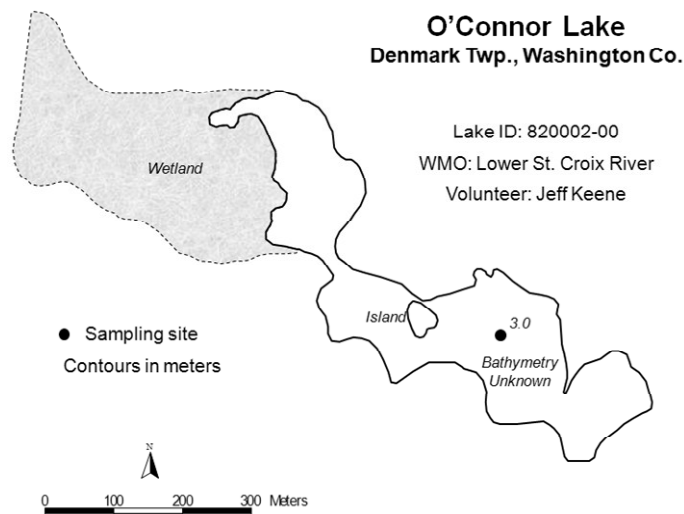 O'Connor Lake
Denmark Twp., Washington Co.
Lake ID: 820002-00
WMO: Lower St. Croix River
Volunteer: Jeff Keene
Wetland
Island
3.0
Bathymetry
Unknown
Sampling site
Contours in meters
N
0 100 200 300 Meters